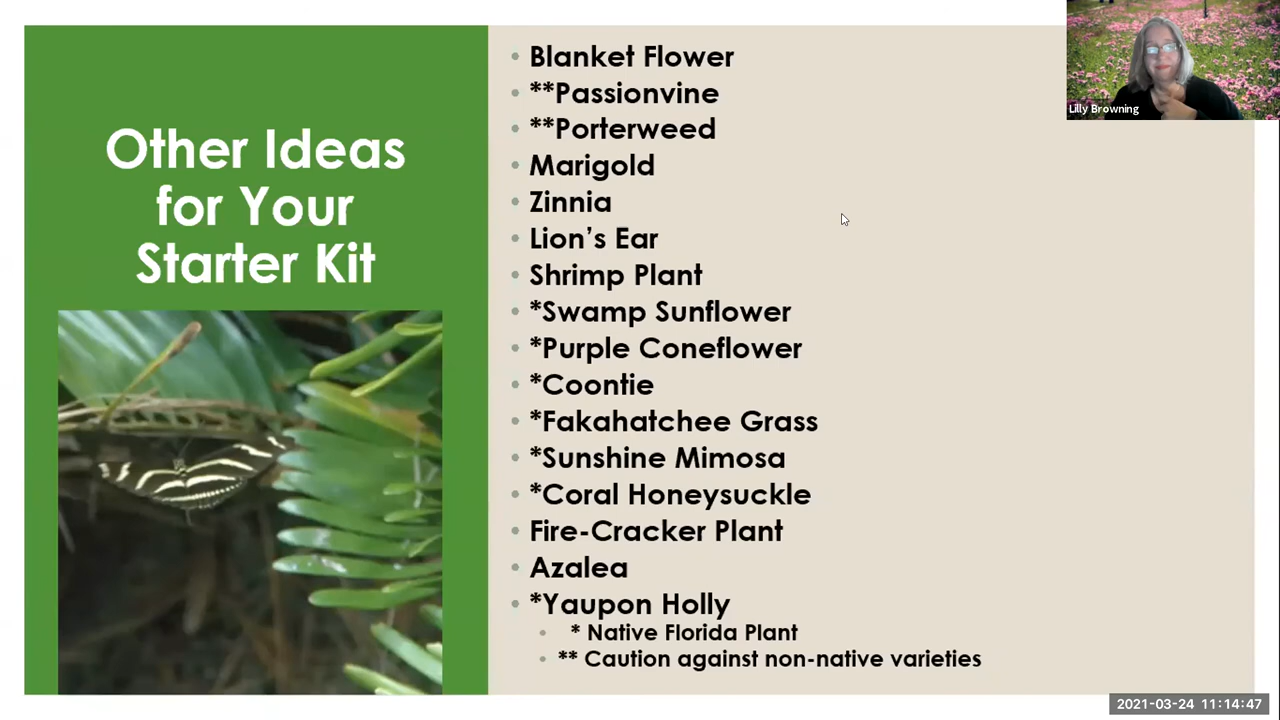 Other Ideas
for Your
Starter Kit
Blanket Flower
**Passionvine
**Porterweed
Marigold
Zinnia
Lion's Ear
Shrimp Plant
*Swamp Sunflower
*Purple Coneflower
*Coontie
*Fakahatchee Grass
*Sunshine Mimosa
*Coral Honeysuckle
Fire-Cracker Plant
Azalea
*Yaupon Holly
* Native Florida Plant
** Caution against non-native varieties
Lilly Browning
2021-03-24 11:14:47